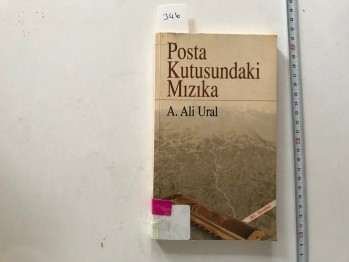 346
Posta
Kutusundaki
Mızıka
A. Ali Ural